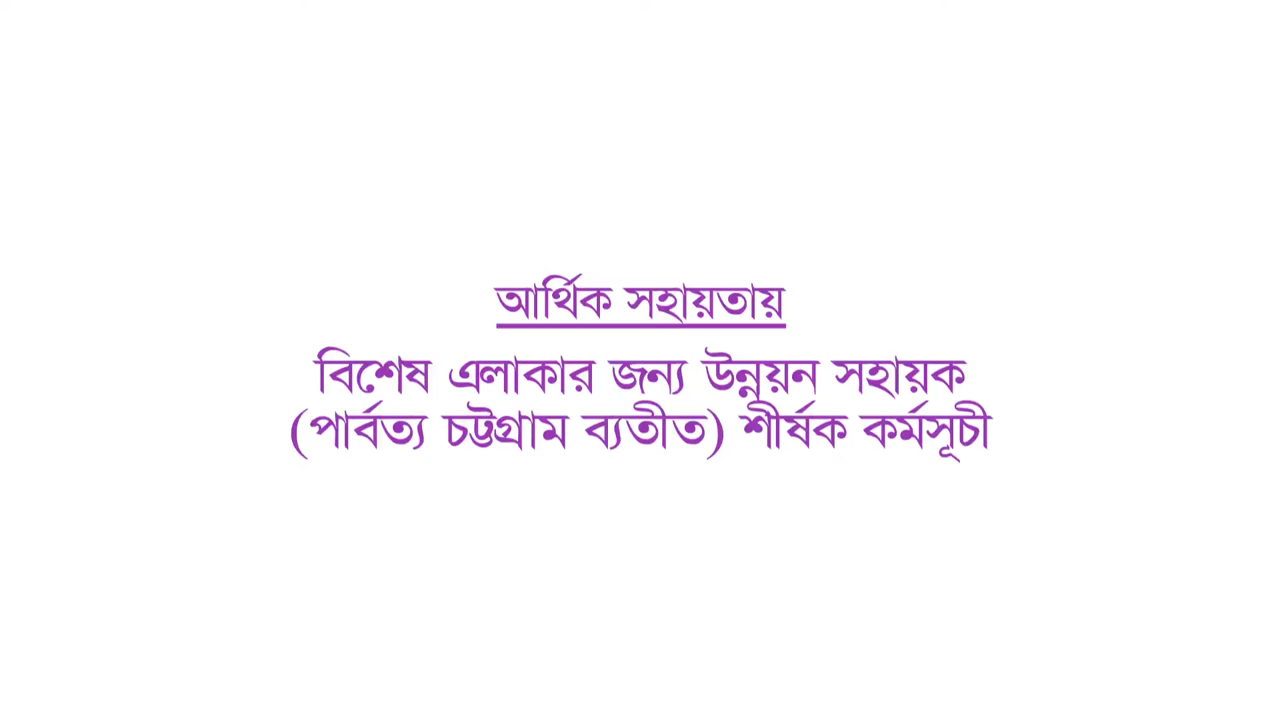 আর্থিক সহায়তায়
বিশেষ এলাকার জন্য উন্নয়ন সহায়ক
(পার্বত্য চট্টগ্রাম ব্যতীত) শীর্ষক কর্মসূচী